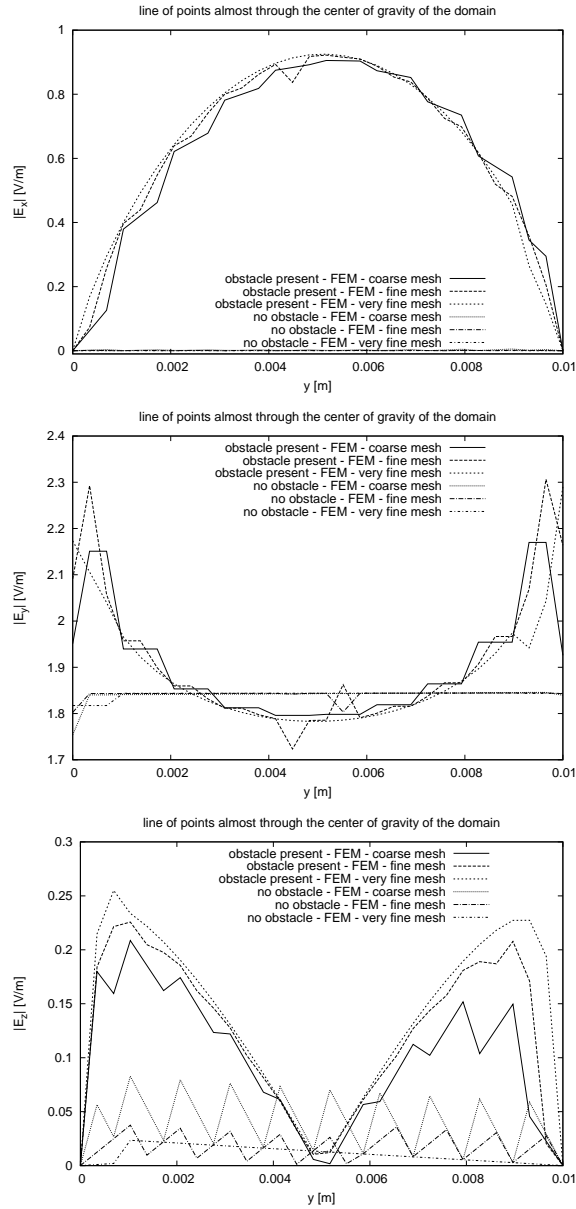 line of points almost through the center of gravity of the domain
1
0.8
0.6
0.4
0.2
0
|Ex| [V/m]
obstacle present - FEM - coarse mesh
obstacle present - FEM - fine mesh
obstacle present - FEM - very fine mesh
no obstacle - FEM - coarse mesh
no obstacle - FEM - fine mesh
no obstacle - FEM - very fine mesh
0 0.002 0.004 0.006 0.008 0.01
y [m]
line of points almost through the center of gravity of the domain
2.4
2.3
2.2
2.1
2
1.9
1.8
1.7
|Ey| [V/m]
obstacle present - FEM - coarse mesh
obstacle present - FEM - fine mesh
obstacle present - FEM - very fine mesh
no obstacle - FEM - coarse mesh
no obstacle - FEM - fine mesh
no obstacle - FEM - very fine mesh
0 0.002 0.004 0.006 0.008 0.01
y [m]
line of points almost through the center of gravity of the domain
0.3
0.25
0.2
0.15
0.1
0.05
0
|Ez| [V/m]
obstacle present - FEM - coarse mesh
obstacle present - FEM - fine mesh
obstacle present - FEM - very fine mesh
no obstacle - FEM - coarse mesh
no obstacle - FEM - fine mesh
no obstacle - FEM - very fine mesh
0 0.002 0.004 0.006 0.008 0.01
y [m]